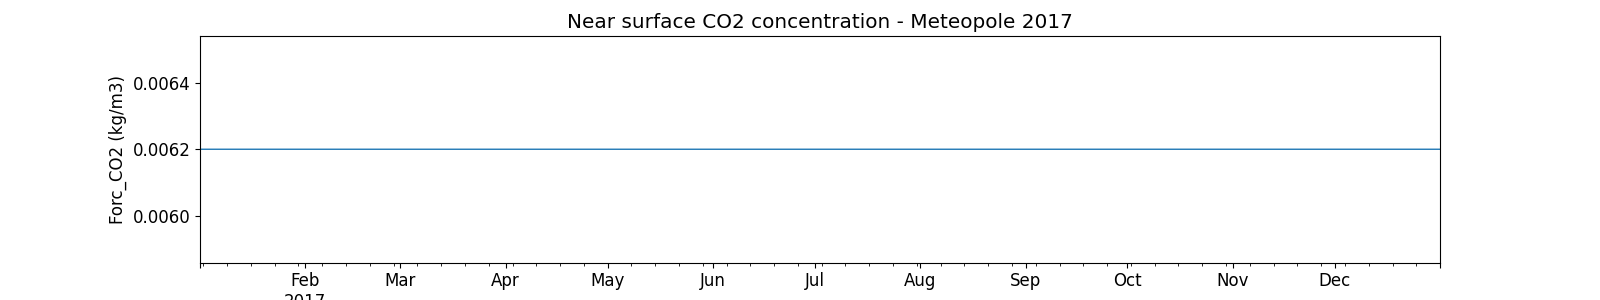 Near surface CO2 concentration - Meteopole 2017
Forc_CO2 (kg/m3)
0.0064
0.0062
0.0060
Feb Mar Apr May Jun Jul Aug Sep Oct Nov Dec
2017